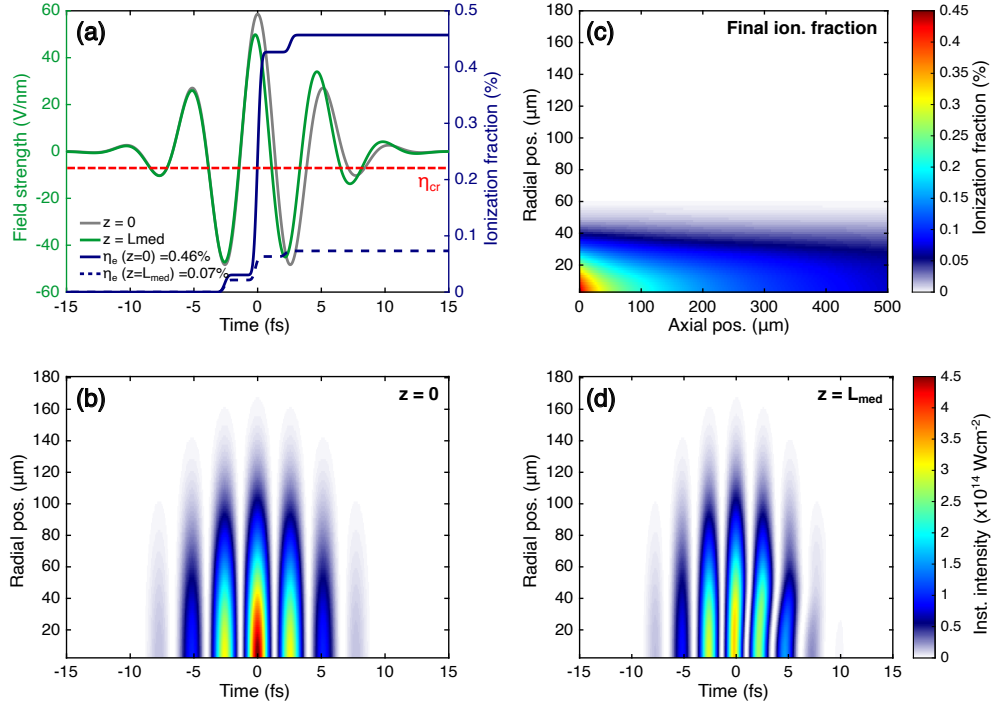 (a)
60
40
20
0
-20
-40
-60
Field strength (V/nm)
0.5
0.4
0.3
0.2
0.1
0
Ionization fraction (%)
ηcr
z = 0
z = Lmed
ηe (z=0) =0.46%
ηe (z=Lmed) =0.07%
-15 -10 -5 0 5 10 15
Time (fs)
(c)
Final ion. fraction
180
160
140
120
100
80
60
40
20
Radial pos. (μm)
0 100 200 300 400 500
Axial pos. (μm)
0.45
0.4
0.35
0.3
0.25
0.2
0.15
0.1
0.05
0
Ionization fraction (%)
(b)
z = 0
180
160
140
120
100
80
60
40
20
Radial pos. (μm)
-15 -10 -5 0 5 10 15
Time (fs)
(d)
z = Lmed
180
160
140
120
100
80
60
40
20
Radial pos. (μm)
-15 -10 -5 0 5 10 15
Time (fs)
4.5
4
3.5
3
2.5
2
1.5
1
0.5
0
Inst. intensity (x10¹⁴ Wcm⁻²)